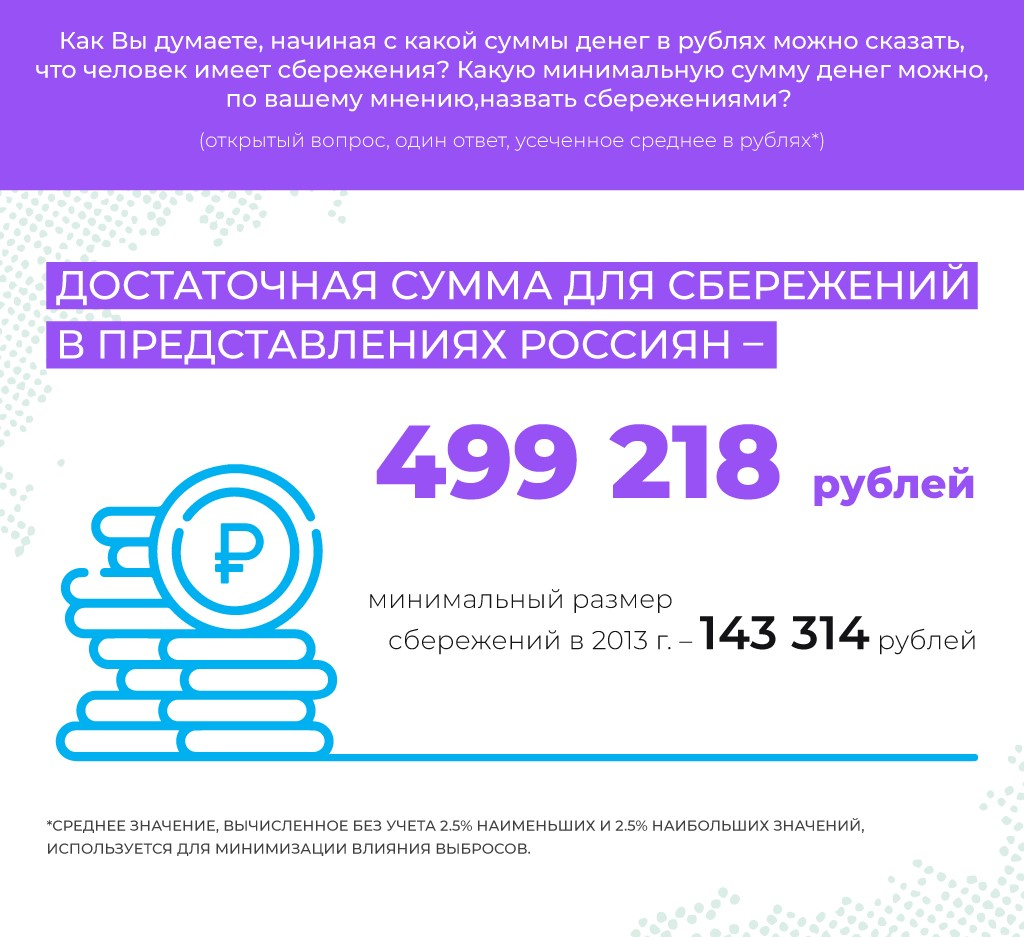 Как Вы думаете, начиная с какой суммы денег в рублях можно сказать,
что человек имеет сбережения? Какую минимальную сумму денег можно,
по вашему мнению,назвать сбережениями?
(открытый вопрос, один ответ, усеченное среднее в рублях*)
ДОСТАТОЧНАЯ СУММА ДЛЯ СБЕРЕЖЕНИЙ
В ПРЕДСТАВЛЕНИЯХ РОССИЯН –
499 218 рублей
минимальный размер
сбережений в 2013 г. – 143 314 рублей
*СРЕДНЕЕ ЗНАЧЕНИЕ, ВЫЧИСЛЕННОЕ БЕЗ УЧЕТА 2.5% НАИМЕНЬШИХ И 2.5% НАИБОЛЬШИХ ЗНАЧЕНИЙ,
ИСПОЛЬЗУЕТСЯ ДЛЯ МИНИМИЗАЦИИ ВЛИЯНИЯ ВЫБРОСОВ.